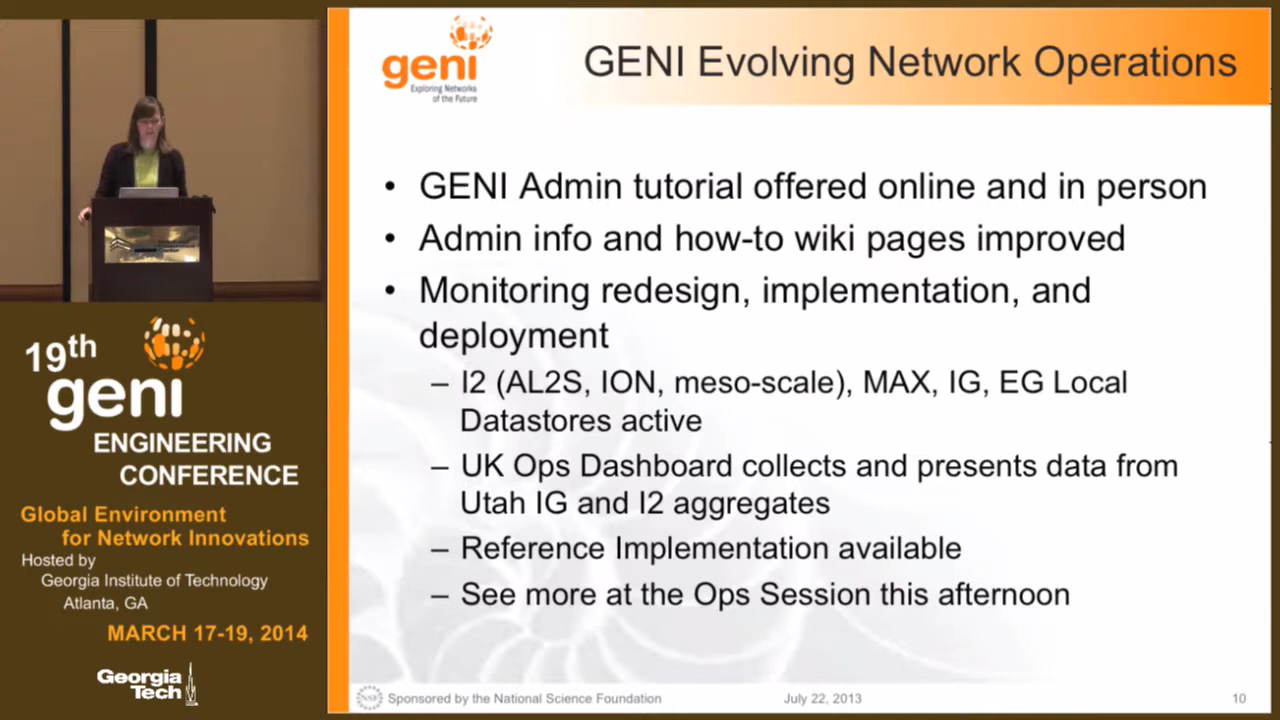 geni
Exploring Networks
of the Future
GENI Evolving Network Operations
• GENI Admin tutorial offered online and in person
• Admin info and how-to wiki pages improved
• Monitoring redesign, implementation, and
deployment
– I2 (AL2S, ION, meso-scale), MAX, IG, EG Local
Datastores active
– UK Ops Dashboard collects and presents data from
Utah IG and I2 aggregates
– Reference Implementation available
– See more at the Ops Session this afternoon
NSF
Sponsored by the National Science Foundation
July 22, 2013
10
19th
geni
ENGINEERING
CONFERENCE
Global Environment
for Network Innovations
Hosted by
Georgia Institute of Technology
Atlanta, GA
MARCH 17-19, 2014
Georgia
Tech